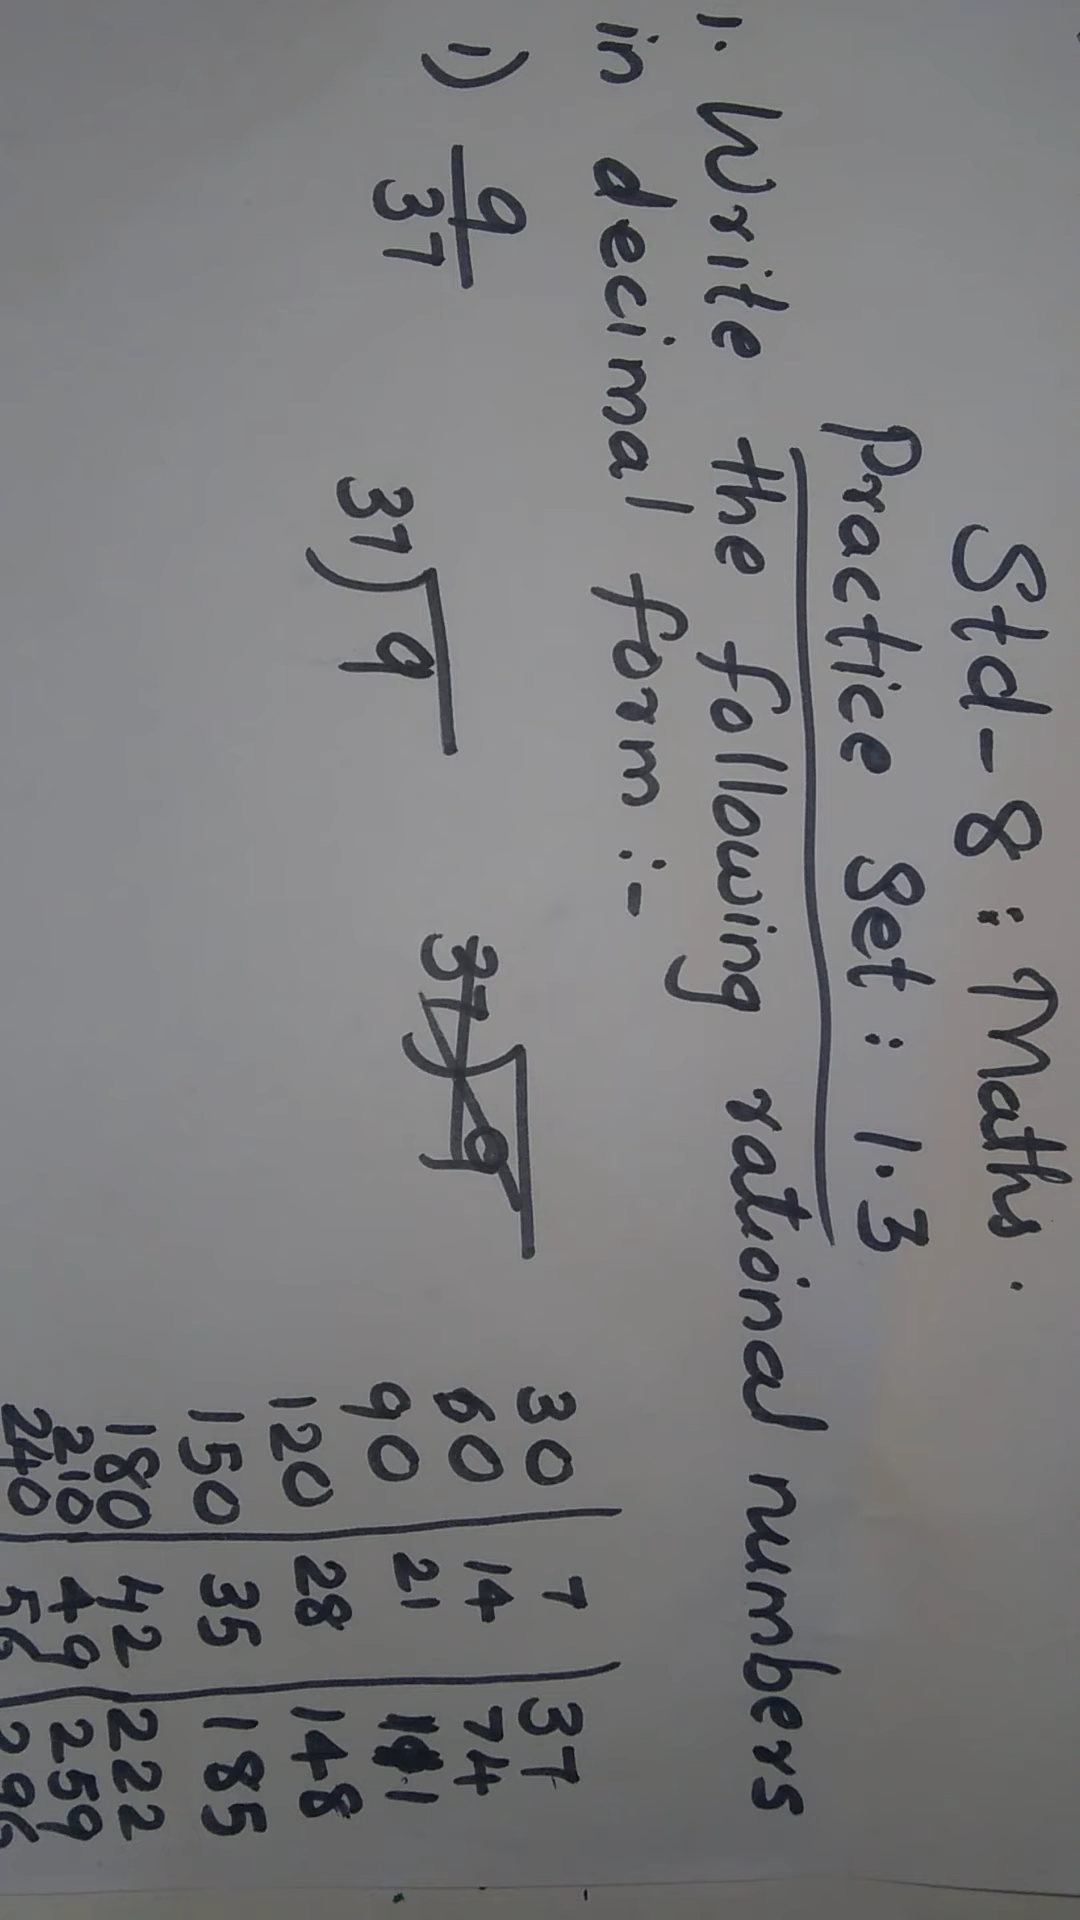 Std-8: Maths.
Practice Set: 1.3
1. Write the following rational numbers
in decimal form :-
1) 9/37
37)9
37)9
30 7 37
60 14 74
90 21 111
120 28 148
150 35 185
180 42 222
210 49 259
240 56 296